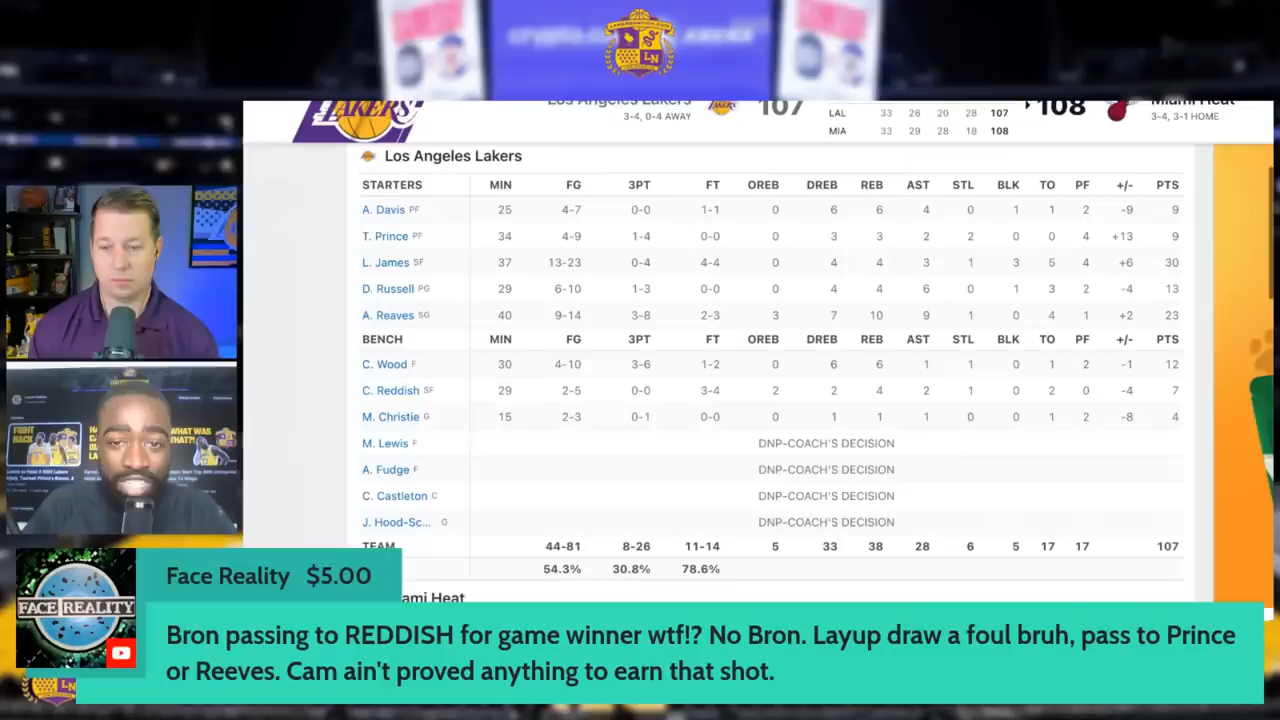 LAKERSNATION.COM
LN
LAKERS
Los Angeles Lakers
3-4, 0-4 AWAY
107
LAL 33 26 20 28 107
MIA 33 29 28 18 108
108
Miami Heat
3-4, 3-1 HOME
Los Angeles Lakers
STARTERS MIN FG 3PT FT OREB DREB REB AST STL BLK TO PF +/- PTS
A. Davis PF 25 4-7 0-0 1-1 0 6 6 4 0 1 1 2 -9 9
T. Prince PF 34 4-9 1-4 0-0 0 3 3 2 2 0 0 4 +13 9
L. James SF 37 13-23 0-4 4-4 0 4 4 3 1 3 5 4 +6 30
D. Russell PG 29 6-10 1-3 0-0 0 4 4 6 0 1 3 2 -4 13
A. Reaves SG 40 9-14 3-8 2-3 3 7 10 9 1 0 4 1 +2 23
BENCH MIN FG 3PT FT OREB DREB REB AST STL BLK TO PF +/- PTS
C. Wood F 30 4-10 3-6 1-2 0 6 6 1 1 0 1 2 -1 12
C. Reddish SF 29 2-5 0-0 3-4 2 2 4 2 1 0 2 0 -4 7
M. Christie G 15 2-3 0-1 0-0 0 1 1 1 0 0 1 2 -8 4
M. Lewis F DNP-COACH'S DECISION
A. Fudge F DNP-COACH'S DECISION
C. Castleton C DNP-COACH'S DECISION
J. Hood-Sc... G DNP-COACH'S DECISION
TEAM 44-81 8-26 11-14 5 33 38 28 6 5 17 17 107
54.3% 30.8% 78.6%
ami Heat
FIGHT
BACK
WHAT WAS
THAT?!
FACE REALITY
Face Reality $5.00
Bron passing to REDDISH for game winner wtf!? No Bron. Layup draw a foul bruh, pass to Prince
or Reeves. Cam ain't proved anything to earn that shot.
LN